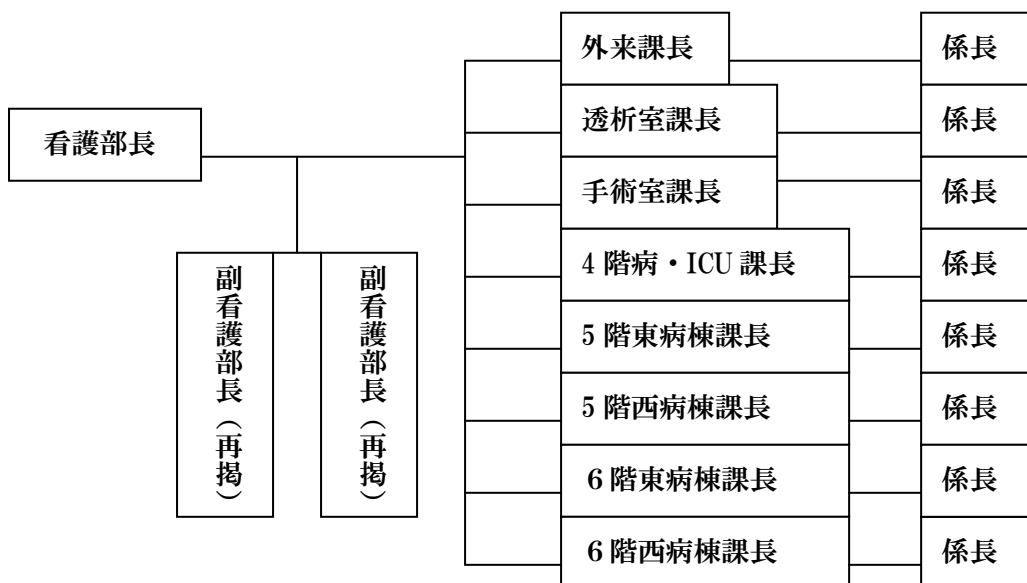 看護部長
副看護部長（再掲）
副看護部長（再掲）
外来課長
係長
透析室課長
係長
手術室課長
係長
4階病・ICU課長
係長
5階東病棟課長
係長
5階西病棟課長
係長
6階東病棟課長
係長
6階西病棟課長
係長